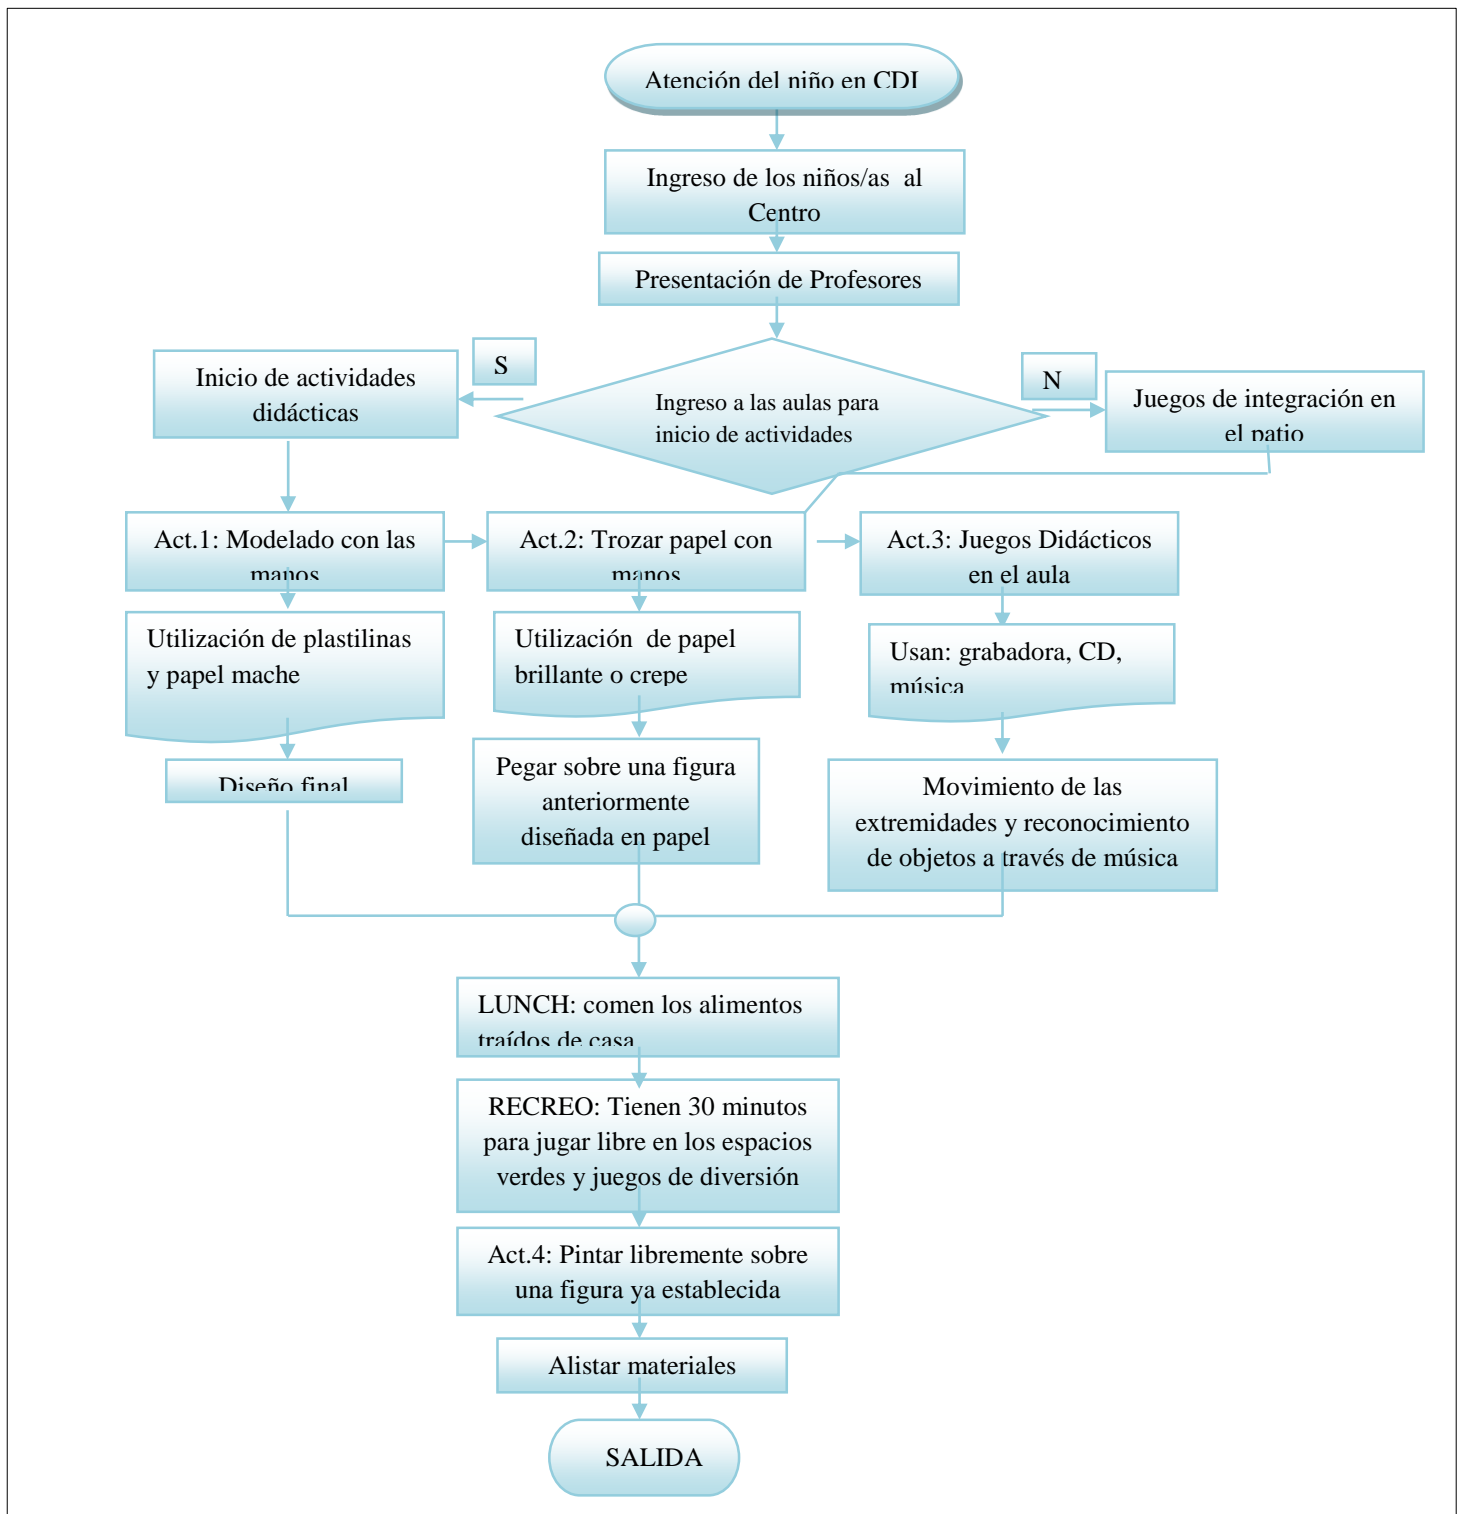 Atención del niño en CDI
Ingreso de los niños/as al
Centro
Presentación de Profesores
S
Inicio de actividades
didácticas
Ingreso a las aulas para
inicio de actividades
N
Juegos de integración en
el patio
Act.1: Modelado con las
manos
Act.2: Trozar papel con
manos
Act.3: Juegos Didácticos
en el aula
Utilización de plastilinas
y papel mache
Utilización de papel
brillante o crepe
Usan: grabadora, CD,
música
Diseño final
Pegar sobre una figura
anteriormente
diseñada en papel
Movimiento de las
extremidades y reconocimiento
de objetos a través de música
LUNCH: comen los alimentos
traídos de casa
RECREO: Tienen 30 minutos
para jugar libre en los espacios
verdes y juegos de diversión
Act.4: Pintar libremente sobre
una figura ya establecida
Alistar materiales
SALIDA